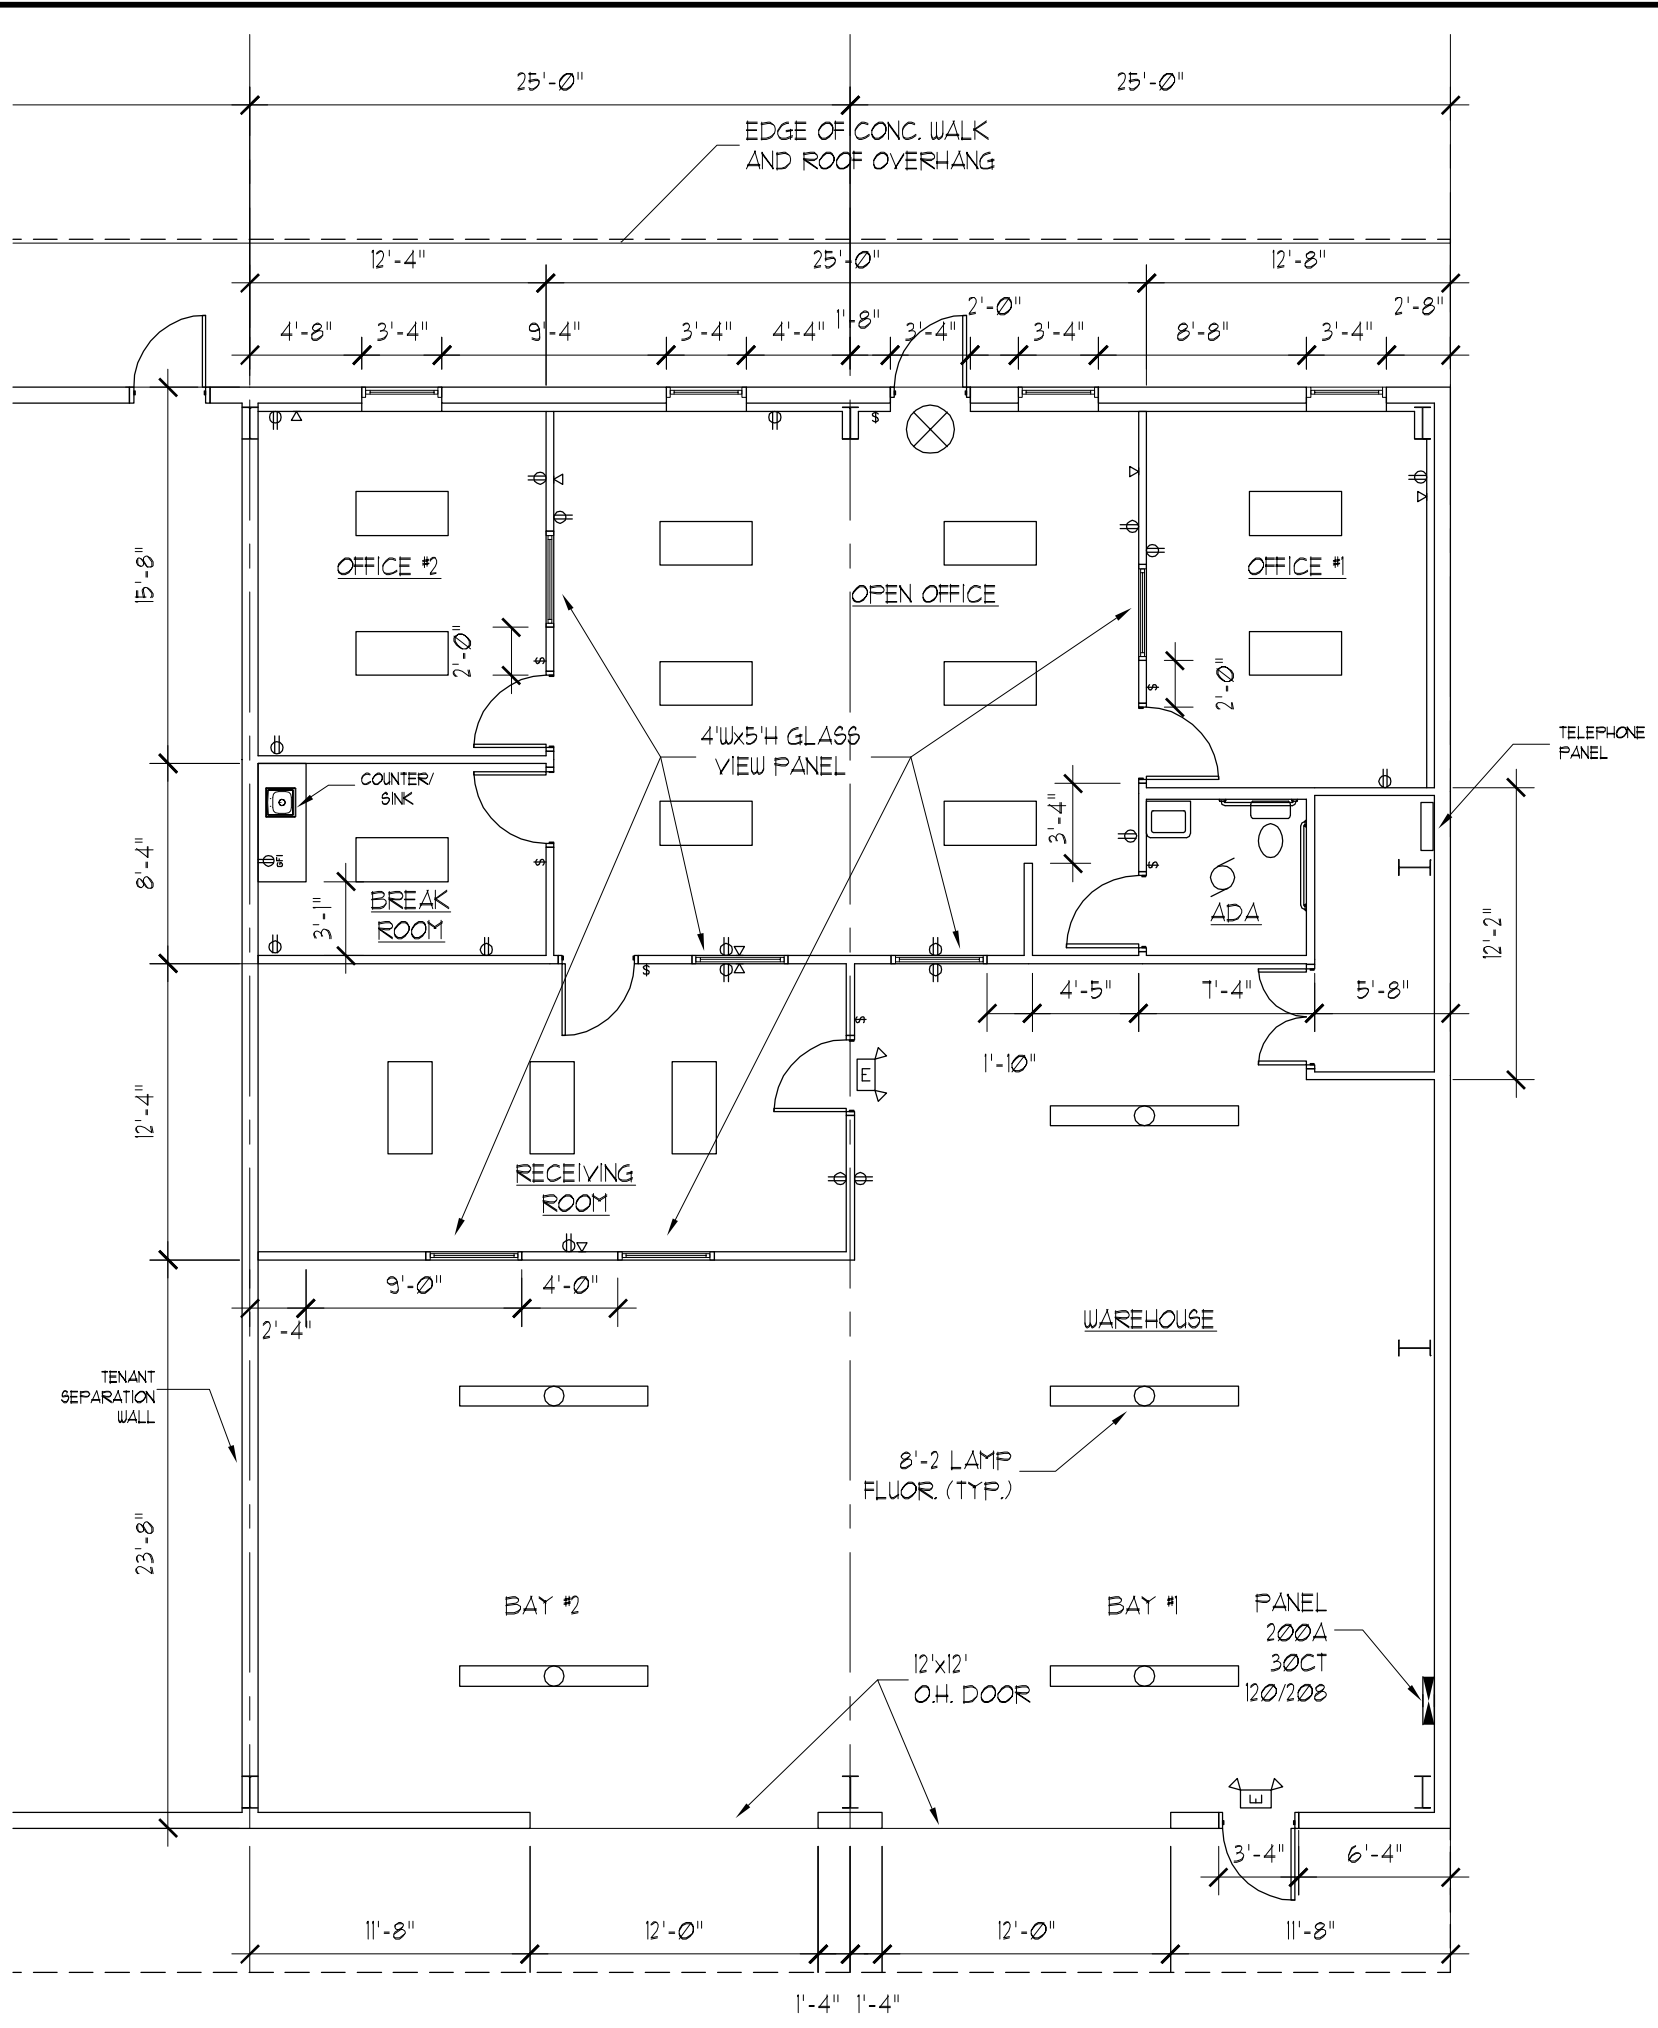 25'-0" 25'-0"
EDGE OF CONC. WALK
AND ROOF OVERHANG
12'-4" 25'-0" 12'-8"
4'-8" 3'-4" 9'-4" 3'-4" 4'-4" 1'-8" 3'-4" 2'-0" 3'-4" 8'-8" 3'-4" 2'-8"
$
15'-8"
OFFICE #2
OPEN OFFICE
OFFICE #1
2'-0"
$
2'-0"
$
4'Wx5'H GLASS
VIEW PANEL
TELEPHONE
PANEL
COUNTER/
SINK
8'-4"
GFI
$
3'-4"
$
BREAK
ROOM
3'-1"
ADA
12'-2"
$
4'-5" 7'-4" 5'-8"
$
1'-10"
E
12'-4"
RECEIVING
ROOM
9'-0" 4'-0"
2'-4"
WAREHOUSE
TENANT
SEPARATION
WALL
8'-2 LAMP
FLUOR. (TYP.)
23'-8"
BAY #2
BAY #1
PANEL
200A
30CT
120/208
12'x12'
O.H. DOOR
E
3'-4" 6'-4"
11'-8" 12'-0" 12'-0" 11'-8"
1'-4" 1'-4"